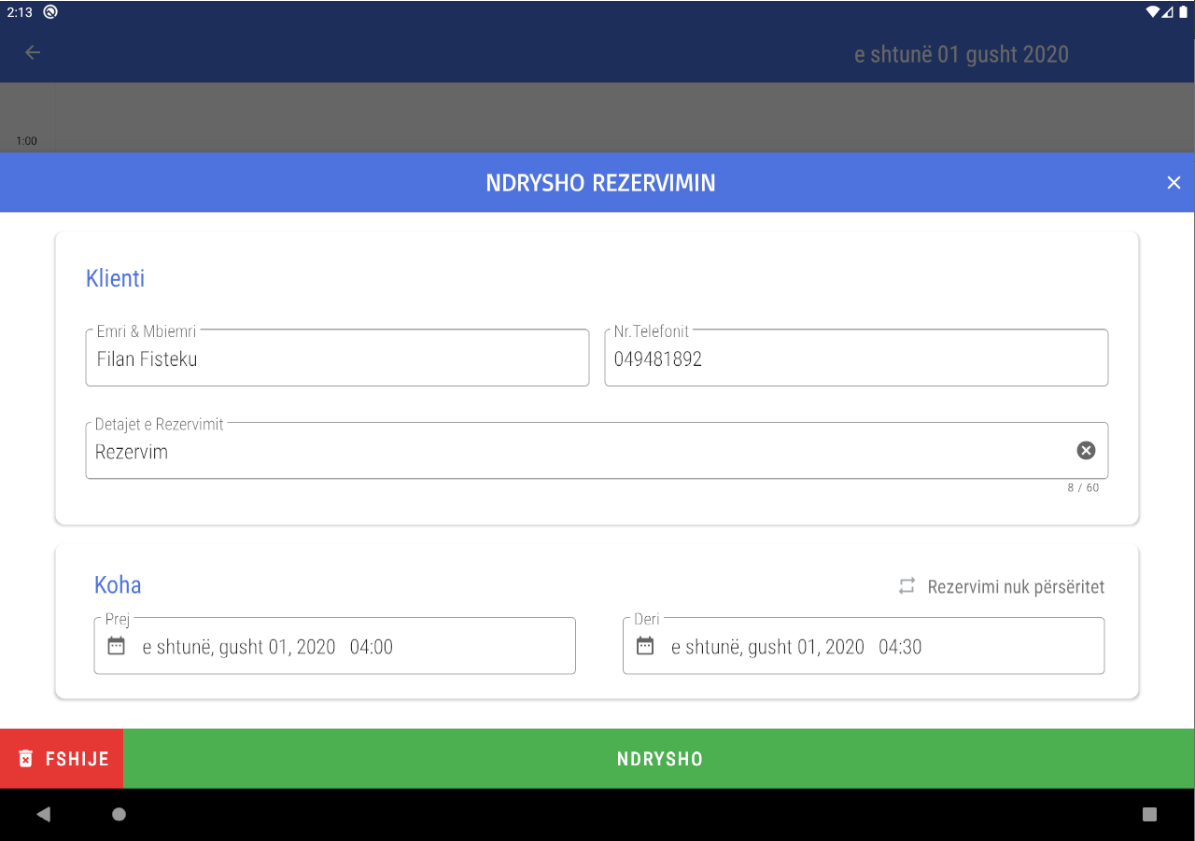 2:13
e shtunë 01 gusht 2020
1:00
NDRYSHO REZERVIMIN
Klienti
Emri & Mbiemri
Filan Fisteku
Nr.Telefonit
049481892
Detajet e Rezervimit
Rezervim
8 / 60
Koha
Rezervimi nuk përsëritet
Prej
e shtunë, gusht 01, 2020 04:00
Deri
e shtunë, gusht 01, 2020 04:30
FSHIJE
NDRYSHO